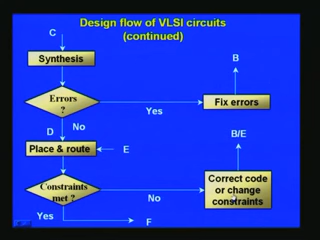 Design flow of VLSI circuits
(continued)
C
Synthesis
B
Errors
?
Yes
Fix errors
No
D
B/E
Place & route
E
Constraints
met ?
No
Correct code
or change
constraints
Yes
F